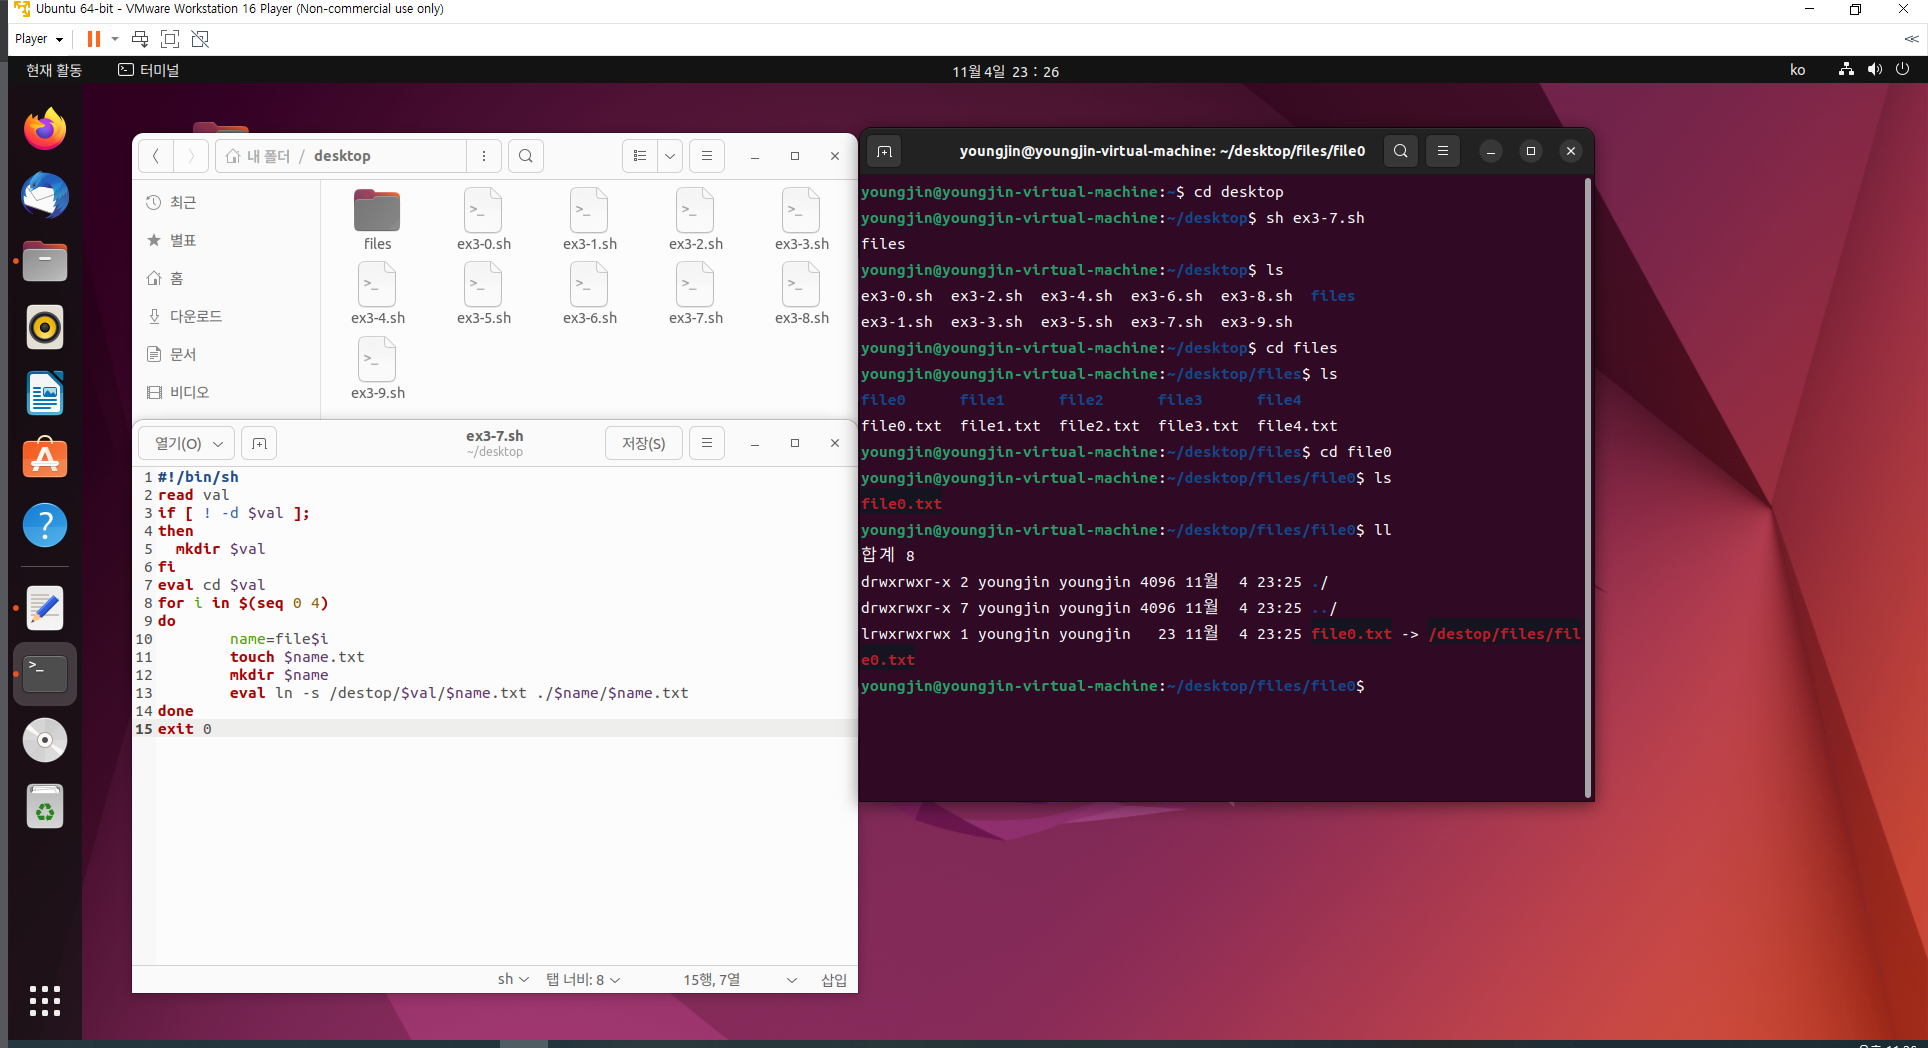 Ubuntu 64-bit - VMware Workstation 16 Player (Non-commercial use only)
Player
현재 활동
터미널
11월 4일 23 : 26
ko
내 폴더 / desktop
최근
별표
홈
다운로드
문서
비디오
files
ex3-0.sh
ex3-1.sh
ex3-2.sh
ex3-3.sh
ex3-4.sh
ex3-5.sh
ex3-6.sh
ex3-7.sh
ex3-8.sh
ex3-9.sh
열기(O)
ex3-7.sh
~/desktop
저장(S)
1 #!/bin/sh
2 read val
3 if [ ! -d $val ];
4 then
5   mkdir $val
6 fi
7 eval cd $val
8 for i in $(seq 0 4)
9 do
10         name=file$i
11         touch $name.txt
12         mkdir $name
13         eval ln -s /destop/$val/$name.txt ./$name/$name.txt
14 done
15 exit 0
sh
탭 너비: 8
15행, 7열
삽입
youngjin@youngjin-virtual-machine: ~/desktop/files/file0
youngjin@youngjin-virtual-machine:~$ cd desktop
youngjin@youngjin-virtual-machine:~/desktop$ sh ex3-7.sh
files
youngjin@youngjin-virtual-machine:~/desktop$ ls
ex3-0.sh  ex3-2.sh  ex3-4.sh  ex3-6.sh  ex3-8.sh  files
ex3-1.sh  ex3-3.sh  ex3-5.sh  ex3-7.sh  ex3-9.sh
youngjin@youngjin-virtual-machine:~/desktop$ cd files
youngjin@youngjin-virtual-machine:~/desktop/files$ ls
file0      file1      file2      file3      file4
file0.txt  file1.txt  file2.txt  file3.txt  file4.txt
youngjin@youngjin-virtual-machine:~/desktop/files$ cd file0
youngjin@youngjin-virtual-machine:~/desktop/files/file0$ ls
file0.txt
youngjin@youngjin-virtual-machine:~/desktop/files/file0$ ll
합계 8
drwxrwxr-x 2 youngjin youngjin 4096 11월  4 23:25 ./
drwxrwxr-x 7 youngjin youngjin 4096 11월  4 23:25 ../
lrwxrwxrwx 1 youngjin youngjin   23 11월  4 23:25 file0.txt -> /destop/files/fil
e0.txt
youngjin@youngjin-virtual-machine:~/desktop/files/file0$